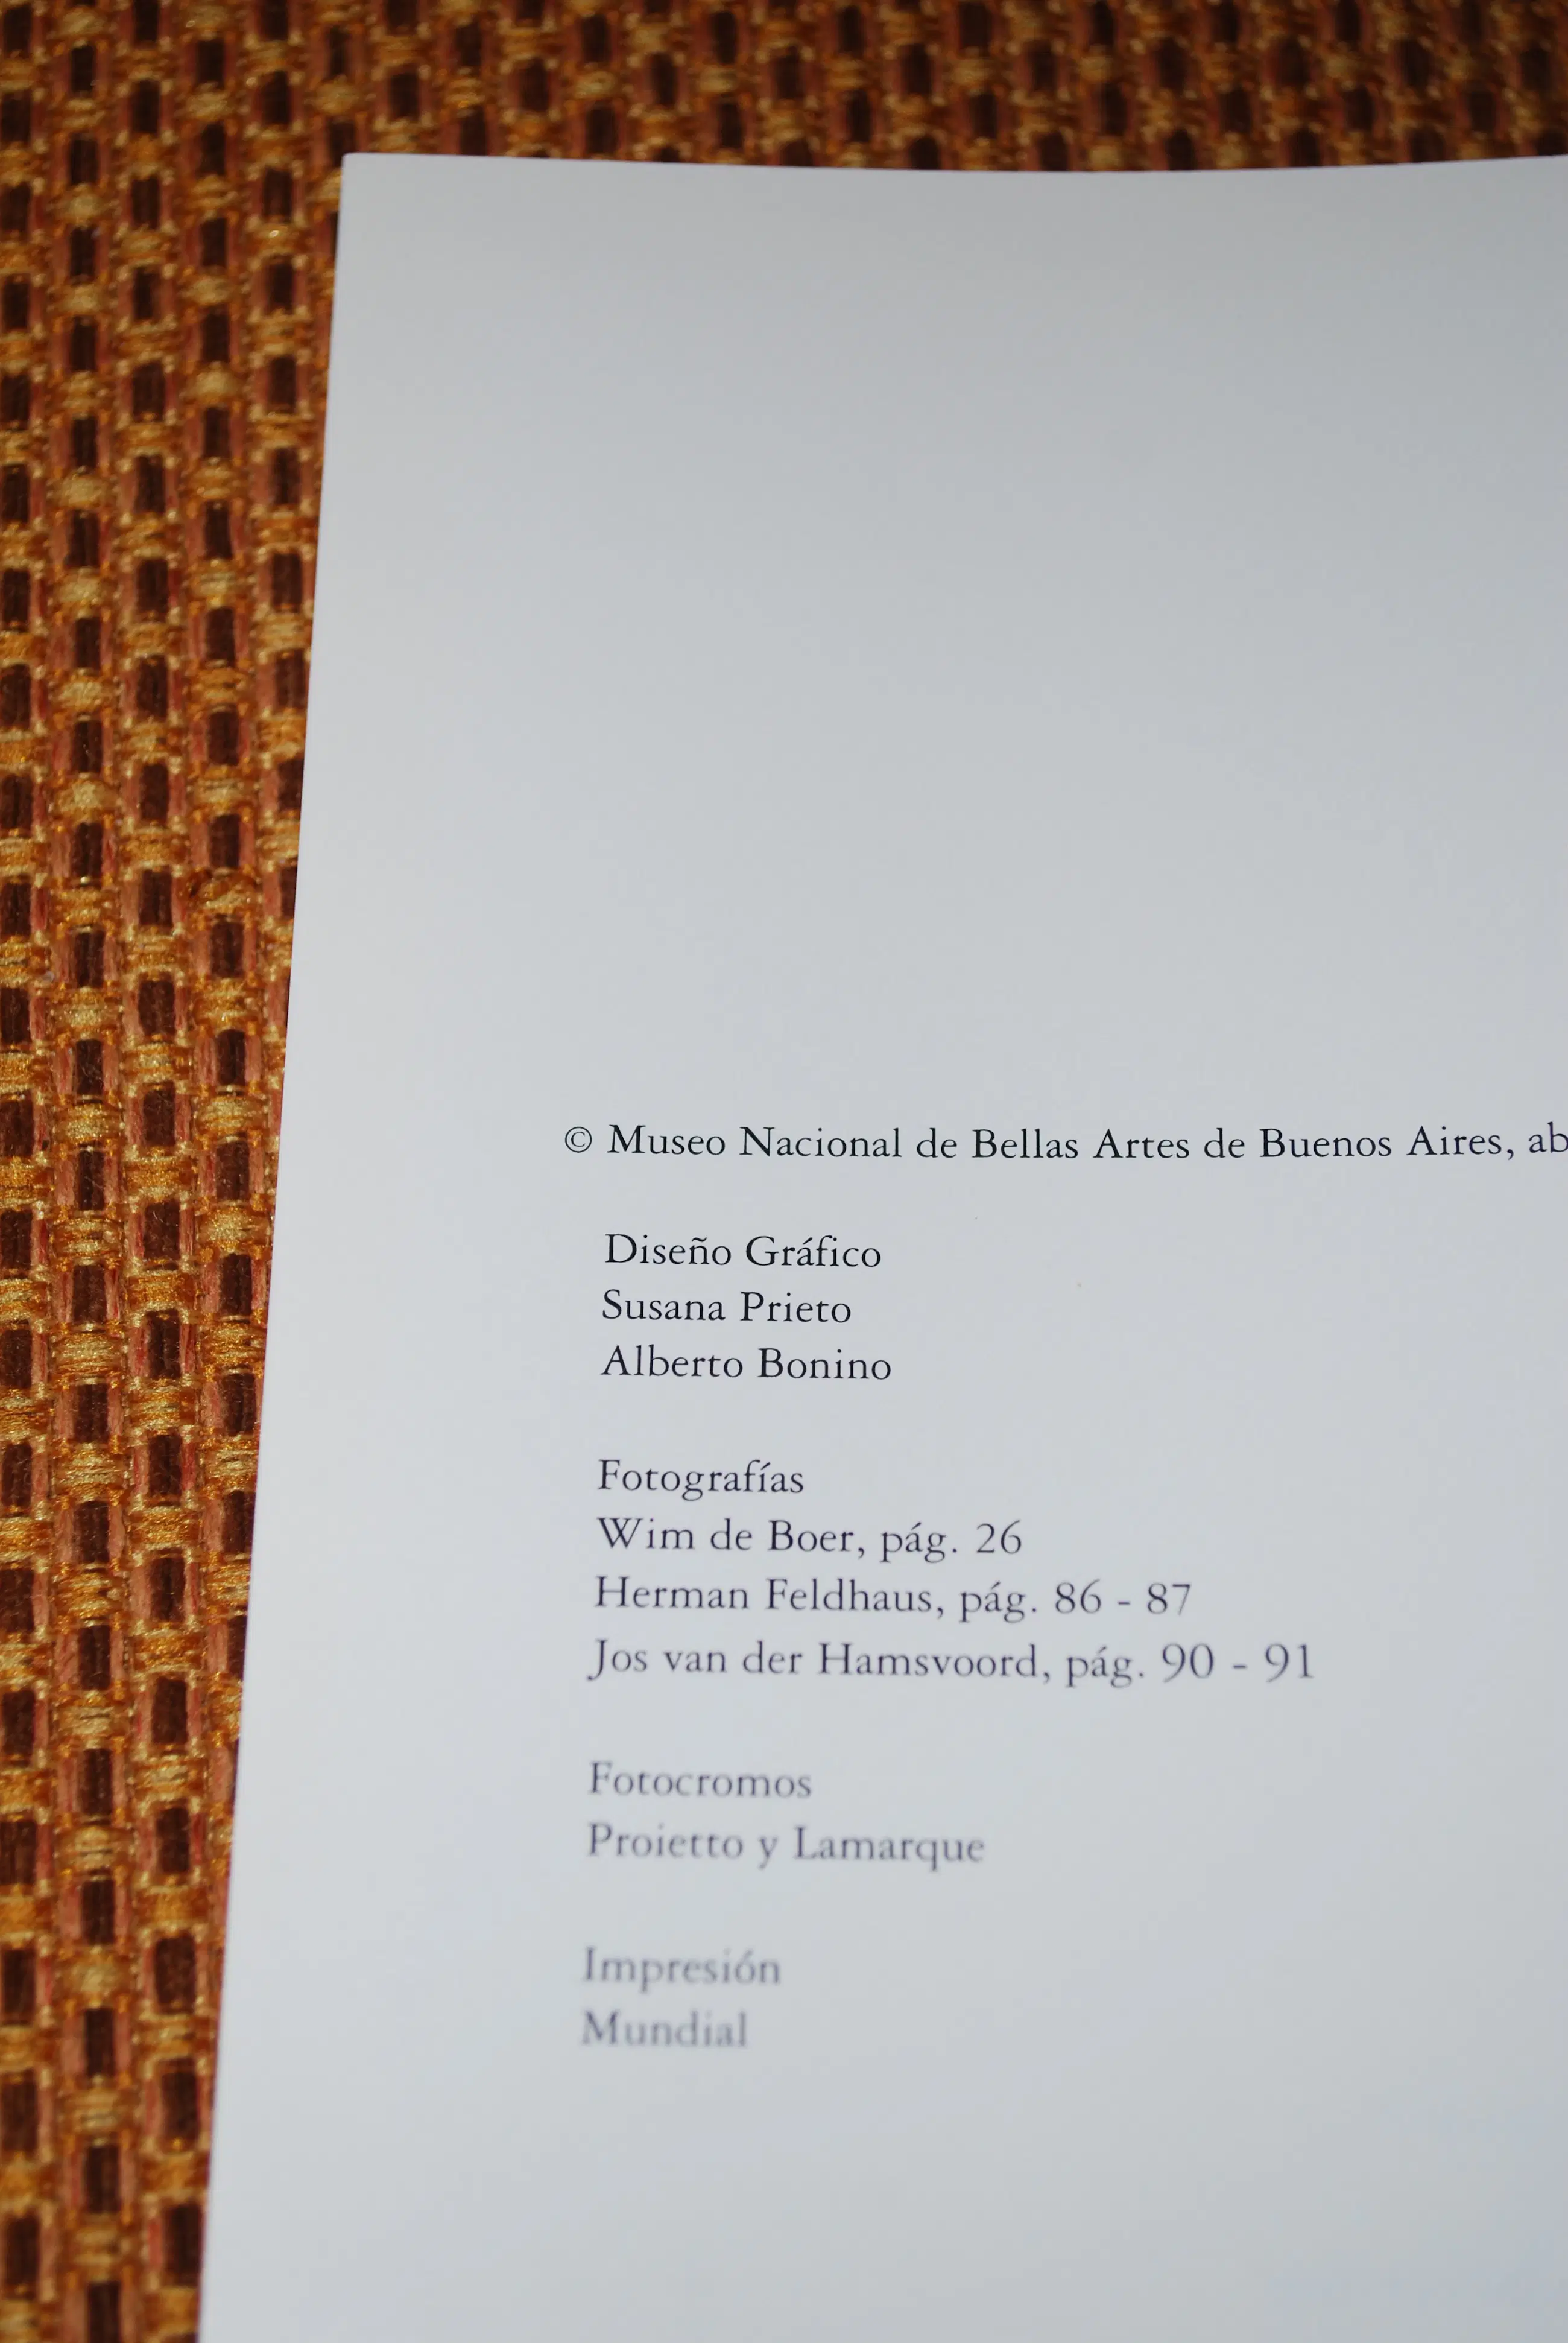 © Museo Nacional de Bellas Artes de Buenos Aires, ab
Diseño Gráfico
Susana Prieto
Alberto Bonino
Fotografías
Wim de Boer, pág. 26
Herman Feldhaus, pág. 86 - 87
Jos van der Hamsvoord, pág. 90 - 91
Fotocromos
Proietto y Lamarque
Impresión
Mundial